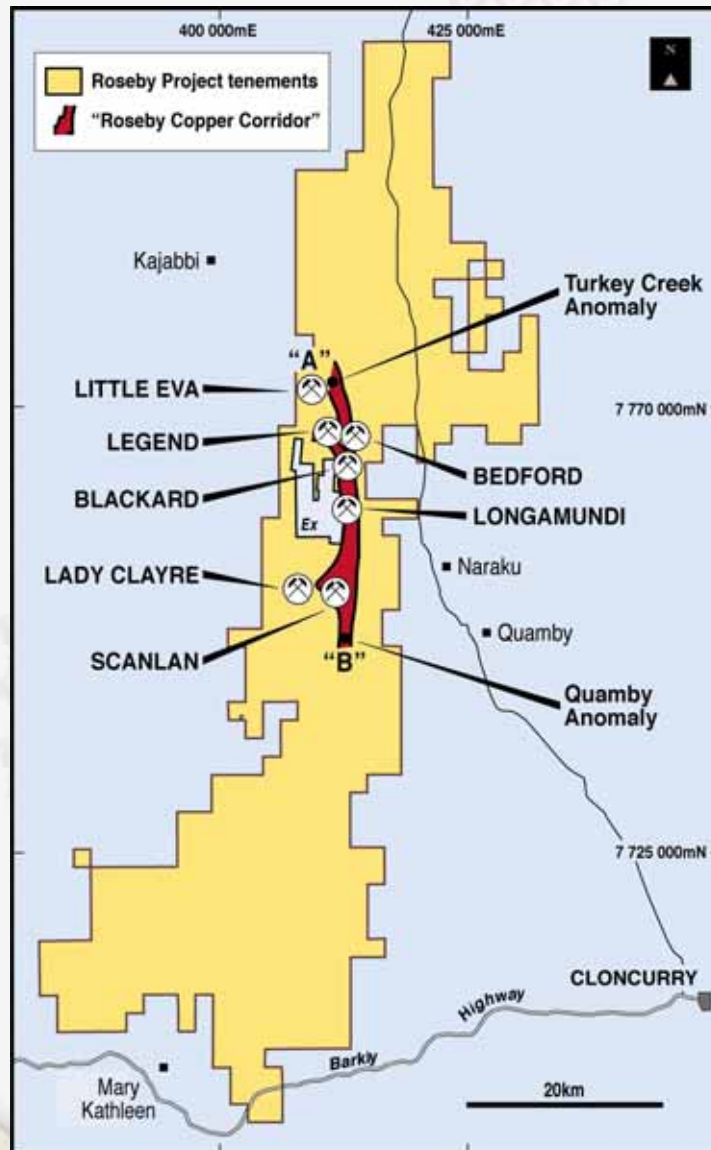 400 000mE
425 000mE
N
Roseby Project tenements
“Roseby Copper Corridor”
Kajabbi
Turkey Creek
Anomaly
“A”
LITTLE EVA
7 770 000mN
LEGEND
BEDFORD
BLACKARD
LONGAMUNDI
Ex
Naraku
LADY CLAYRE
Quamby
SCANLAN
“B”
Quamby
Anomaly
7 725 000mN
CLONCURRY
Barkly Highway
Mary
Kathleen
20km